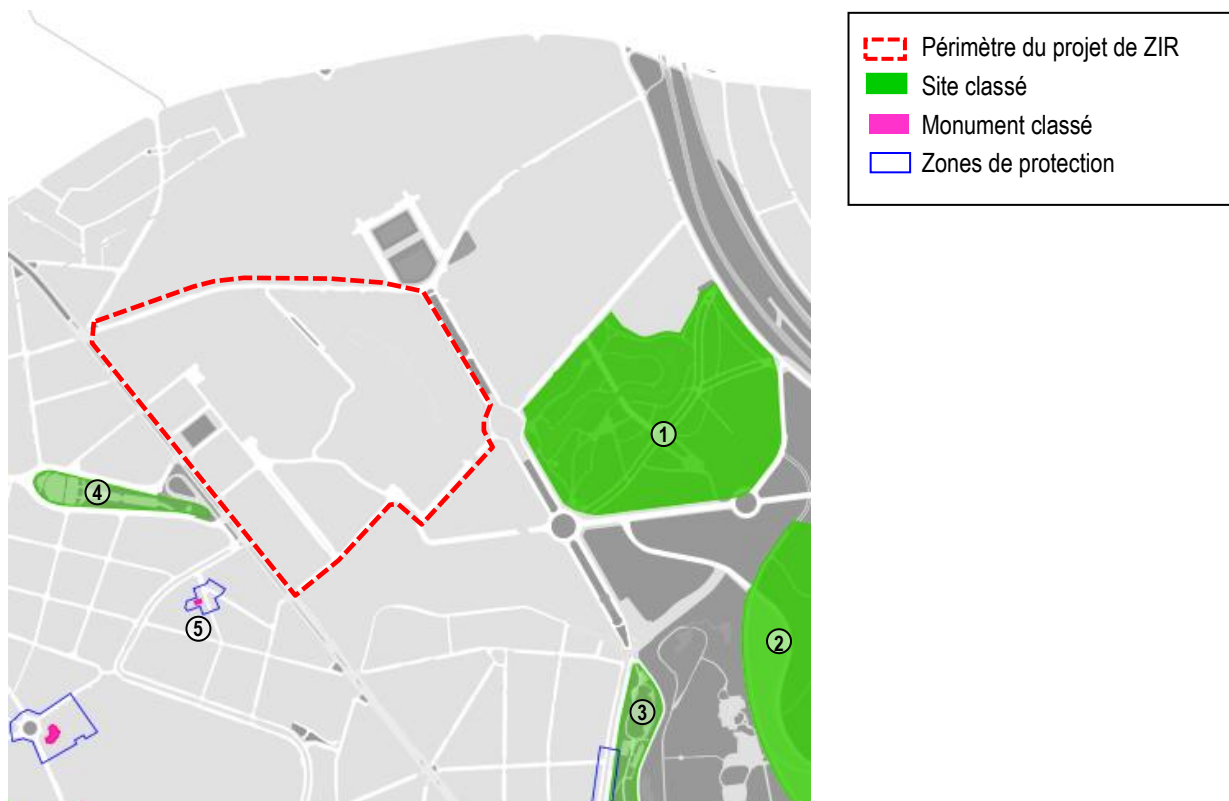 Périmètre du projet de ZIR
Site classé
Monument classé
Zones de protection
1
4
2
5
3